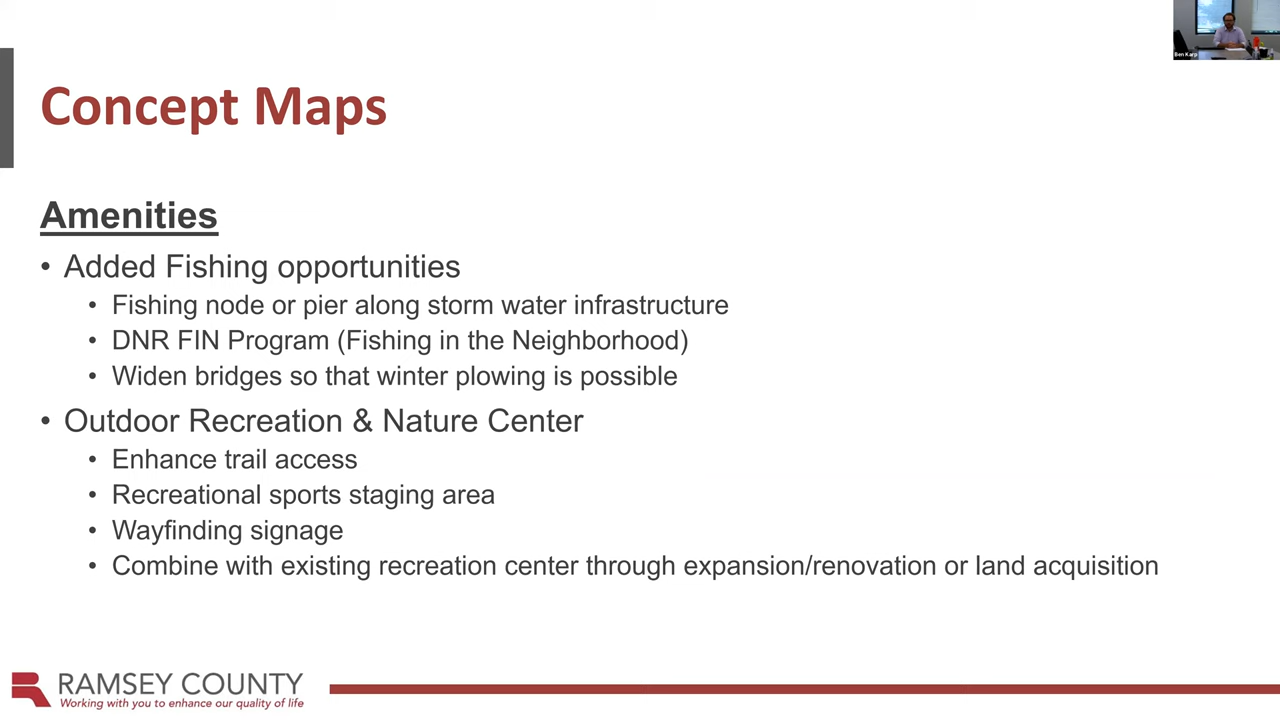 Ben Karp
Concept Maps
Amenities
• Added Fishing opportunities
• Fishing node or pier along storm water infrastructure
• DNR FIN Program (Fishing in the Neighborhood)
• Widen bridges so that winter plowing is possible
• Outdoor Recreation & Nature Center
• Enhance trail access
• Recreational sports staging area
• Wayfinding signage
• Combine with existing recreation center through expansion/renovation or land acquisition
RAMSEY COUNTY
Working with you to enhance our quality of life